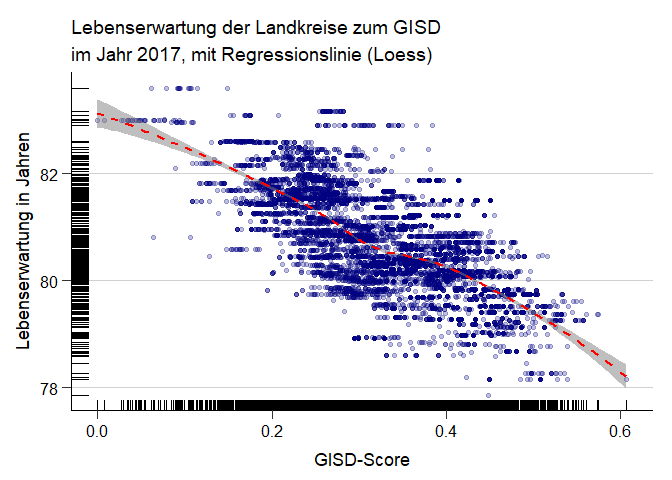 Lebenserwartung der Landkreise zum GISD
im Jahr 2017, mit Regressionslinie (Loess)
Lebenserwartung in Jahren
82
80
78
0.0 0.2 0.4 0.6
GISD-Score